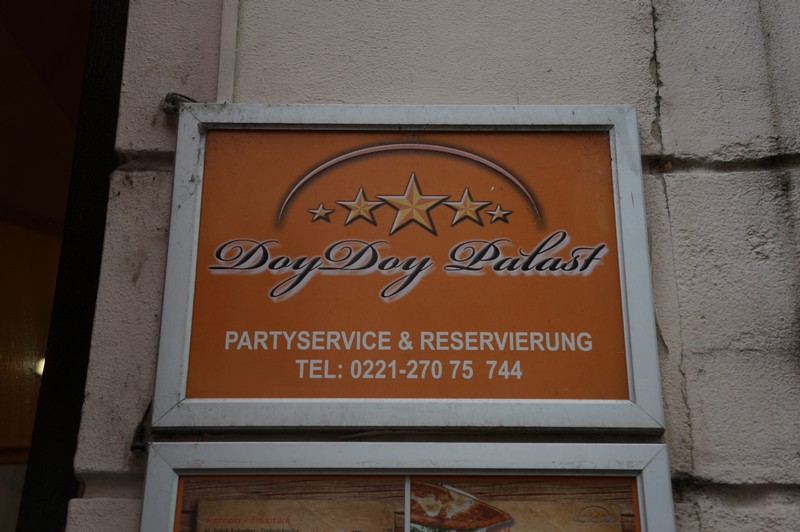 DoyDoy Palast
PARTYSERVICE & RESERVIERUNG
TEL: 0221-270 75 744